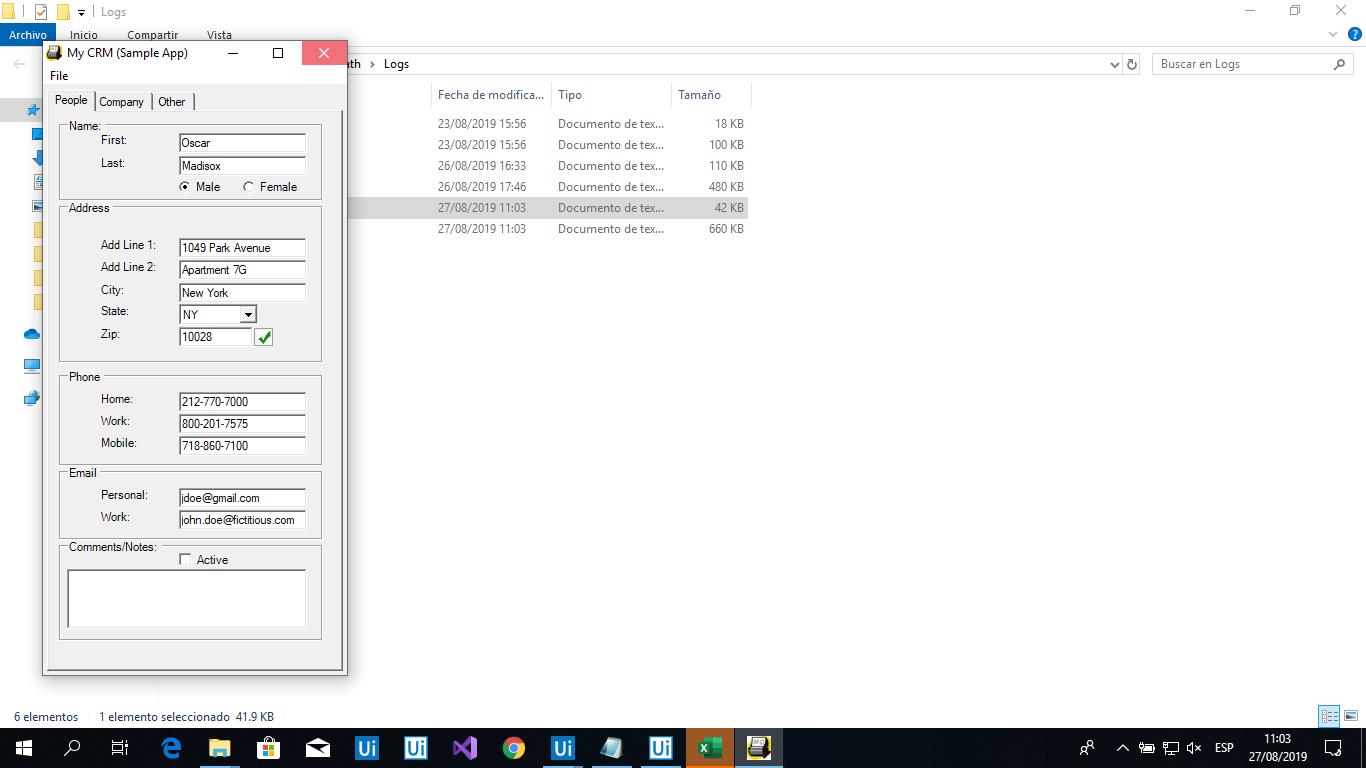 Logs
Archivo Inicio Compartir Vista
My CRM (Sample App)
ath > Logs
Buscar en Logs
File
People Company Other
Fecha de modifica... Tipo Tamaño
23/08/2019 15:56 Documento de tex... 18 KB
23/08/2019 15:56 Documento de tex... 100 KB
26/08/2019 16:33 Documento de tex... 110 KB
26/08/2019 17:46 Documento de tex... 480 KB
27/08/2019 11:03 Documento de tex... 42 KB
27/08/2019 11:03 Documento de tex... 660 KB
Name:
First: Oscar
Last: Madisox
Male Female
Address
Add Line 1: 1049 Park Avenue
Add Line 2: Apartment 7G
City: New York
State: NY
Zip: 10028
Phone
Home: 212-770-7000
Work: 800-201-7575
Mobile: 718-860-7100
Email
Personal: jdoe@gmail.com
Work: john.doe@fictitious.com
Comments/Notes:
Active
6 elementos 1 elemento seleccionado 41.9 KB
Ui Ui Ui Ui
ESP
11:03
27/08/2019